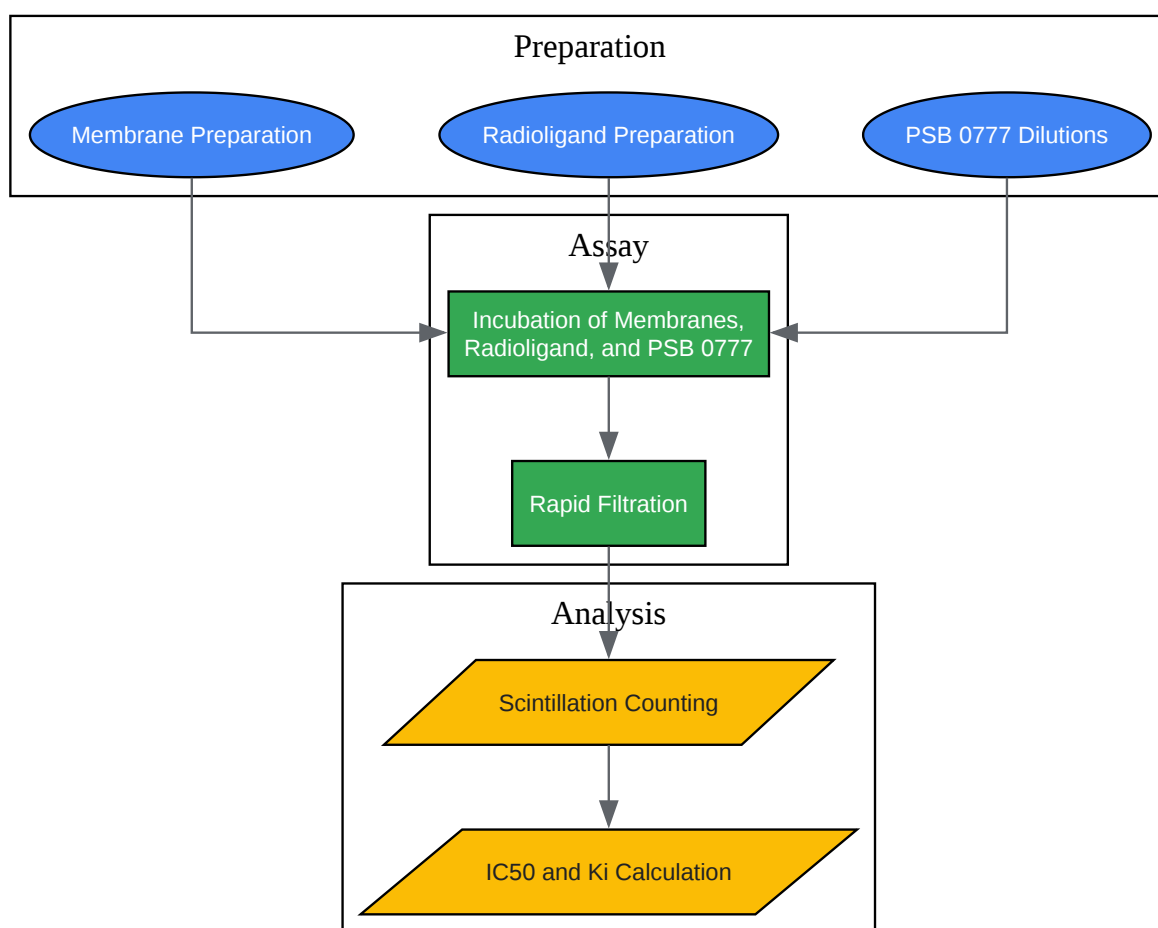 Preparation
Membrane Preparation
Radioligand Preparation
PSB 0777 Dilutions
Assay
Incubation of Membranes,
Radioligand, and PSB 0777
Rapid Filtration
Analysis
Scintillation Counting
IC50 and Ki Calculation